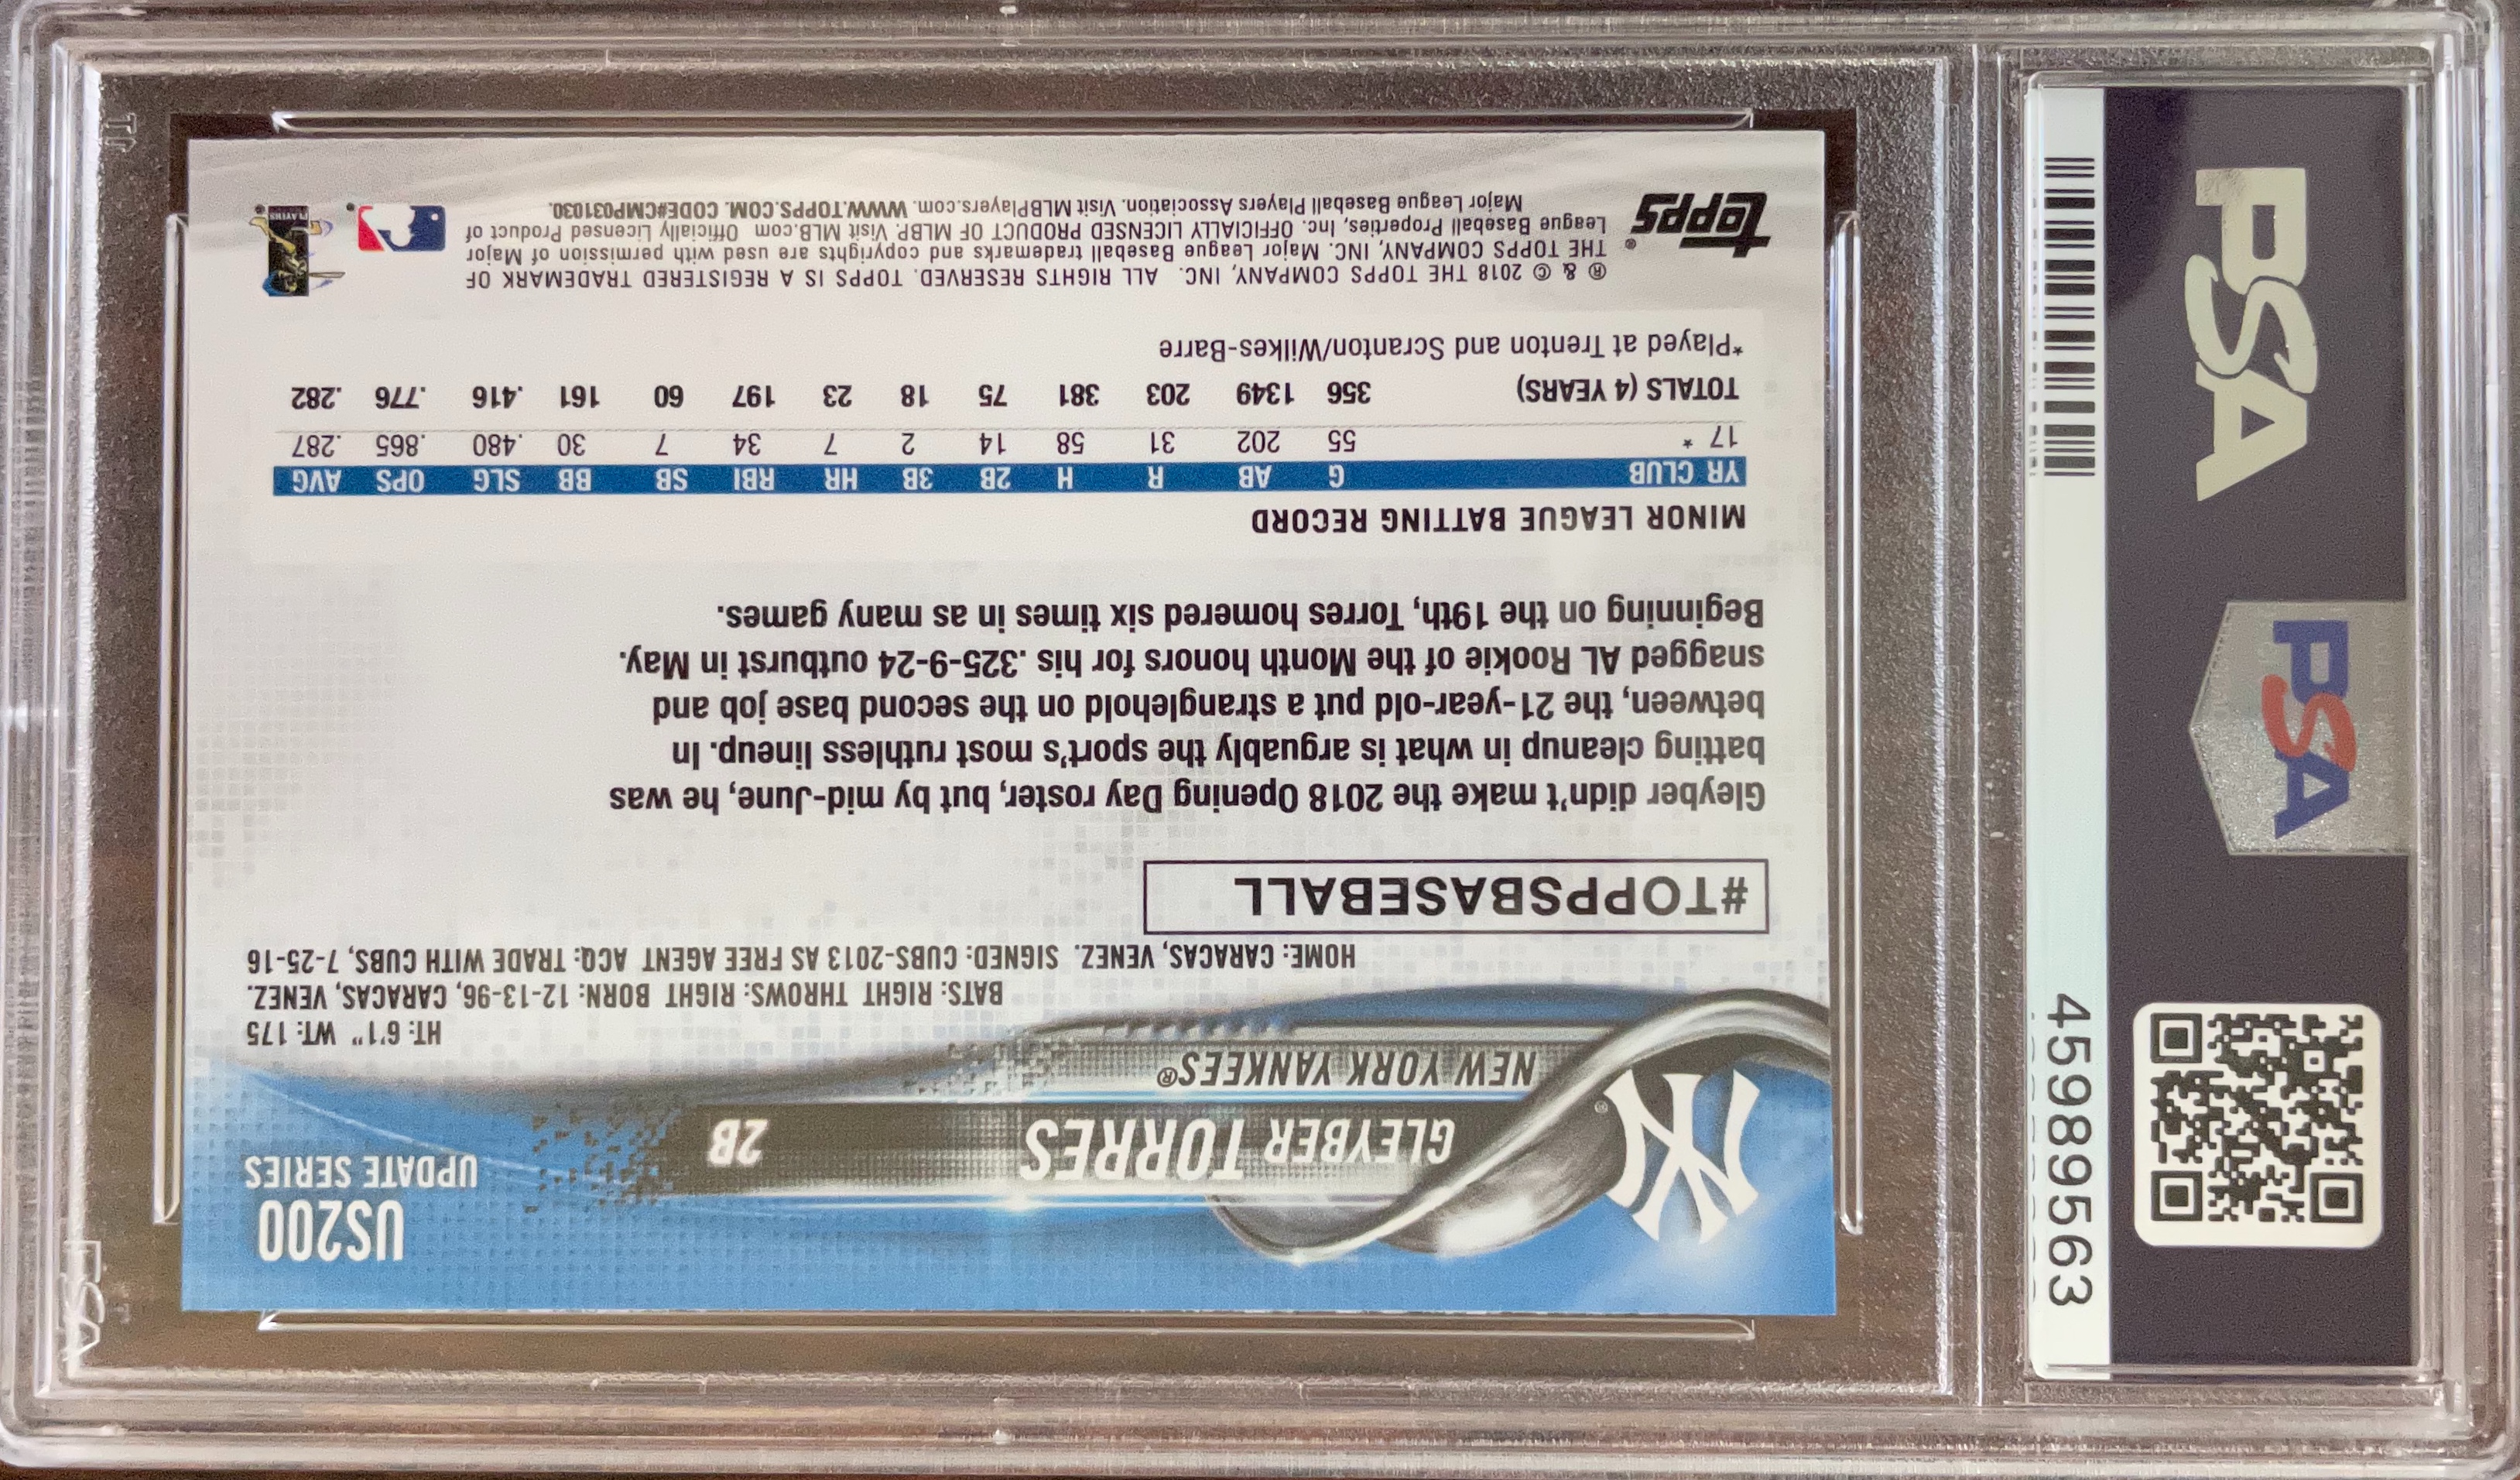 US200
UPDATE SERIES
GLEYBER TORRES 2B
NEW YORK YANKEES®
HT: 6'1" WT: 175
BATS: RIGHT THROWS: RIGHT BORN: 12-13-96, CARACAS, VENEZ.
HOME: CARACAS, VENEZ. SIGNED: CUBS-2013 AS FREE AGENT ACQ: TRADE WITH CUBS, 7-25-16
#TOPPSBASEBALL
Gleyber didn't make the 2018 Opening Day roster, but by mid-June, he was
batting cleanup in what is arguably the sport's most ruthless lineup. In
between, the 21-year-old put a stranglehold on the second base job and
snagged AL Rookie of the Month honors for his .325-9-24 outburst in May.
Beginning on the 19th, Torres homered six times in as many games.
MINOR LEAGUE BATTING RECORD
YR CLUB G AB R H 2B 3B HR RBI SB BB SLG OPS AVG
17 * 55 202 31 58 14 2 7 34 7 30 .480 .865 .287
TOTALS (4 YEARS) 356 1349 203 381 75 18 23 197 60 161 .416 .776 .282
*Played at Trenton and Scranton/Wilkes-Barre
topps®
® & © 2018 THE TOPPS COMPANY, INC. ALL RIGHTS RESERVED. TOPPS IS A REGISTERED TRADEMARK OF
THE TOPPS COMPANY, INC. Major League Baseball trademarks and copyrights are used with permission of Major
League Baseball Properties, Inc. OFFICIALLY LICENSED PRODUCT OF MLBP. Visit MLB.com Officially Licensed Product of
Major League Baseball Players Association. Visit MLBPlayers.com. WWW.TOPPS.COM. CODE#CMP031030.
PLAYERS
PSA
PSA
45989563
PSA